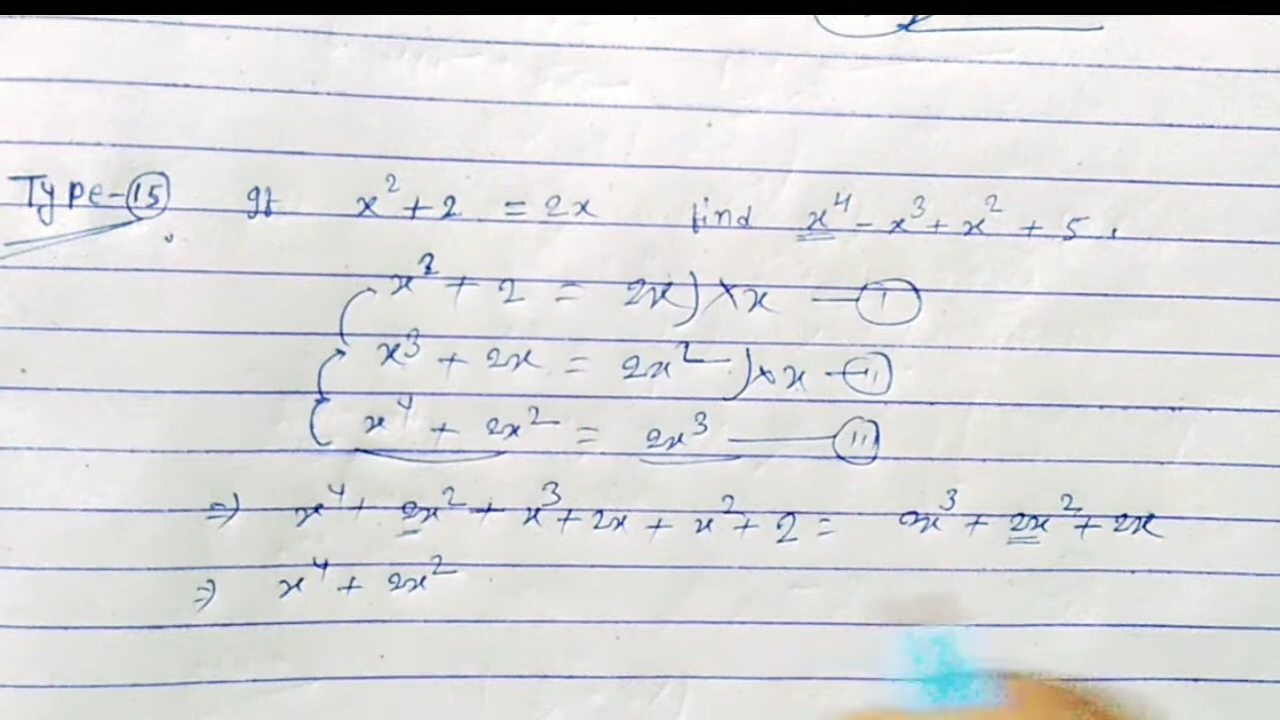 Type-15 If x² + 2 = 2x find x⁴ - x³ + x² + 5.
x² + 2 = 2x) × x — (I)
x³ + 2x = 2x²) × x — (II)
x⁴ + 2x² = 2x³ — (III)
⇒ x⁴ + 2x² + x³ + 2x + x² + 2 = 2x³ + 2x² + 2x
⇒ x⁴ + 2x²